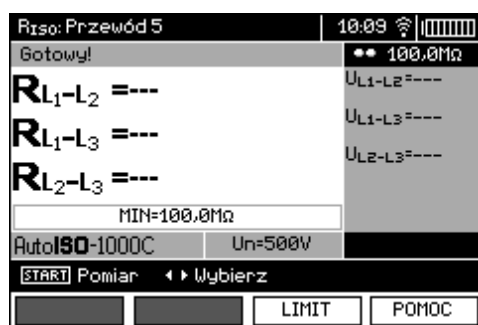 RISO: Przewód 5 10:09
Gotowy! 100,0MΩ
RL1-L2 =---
UL1-L2=---
RL1-L3 =---
UL1-L3=---
RL2-L3 =---
UL2-L3=---
MIN=100,0MΩ
AutoISO-1000C Un=500V
START Pomiar Wybierz
LIMIT POMOC